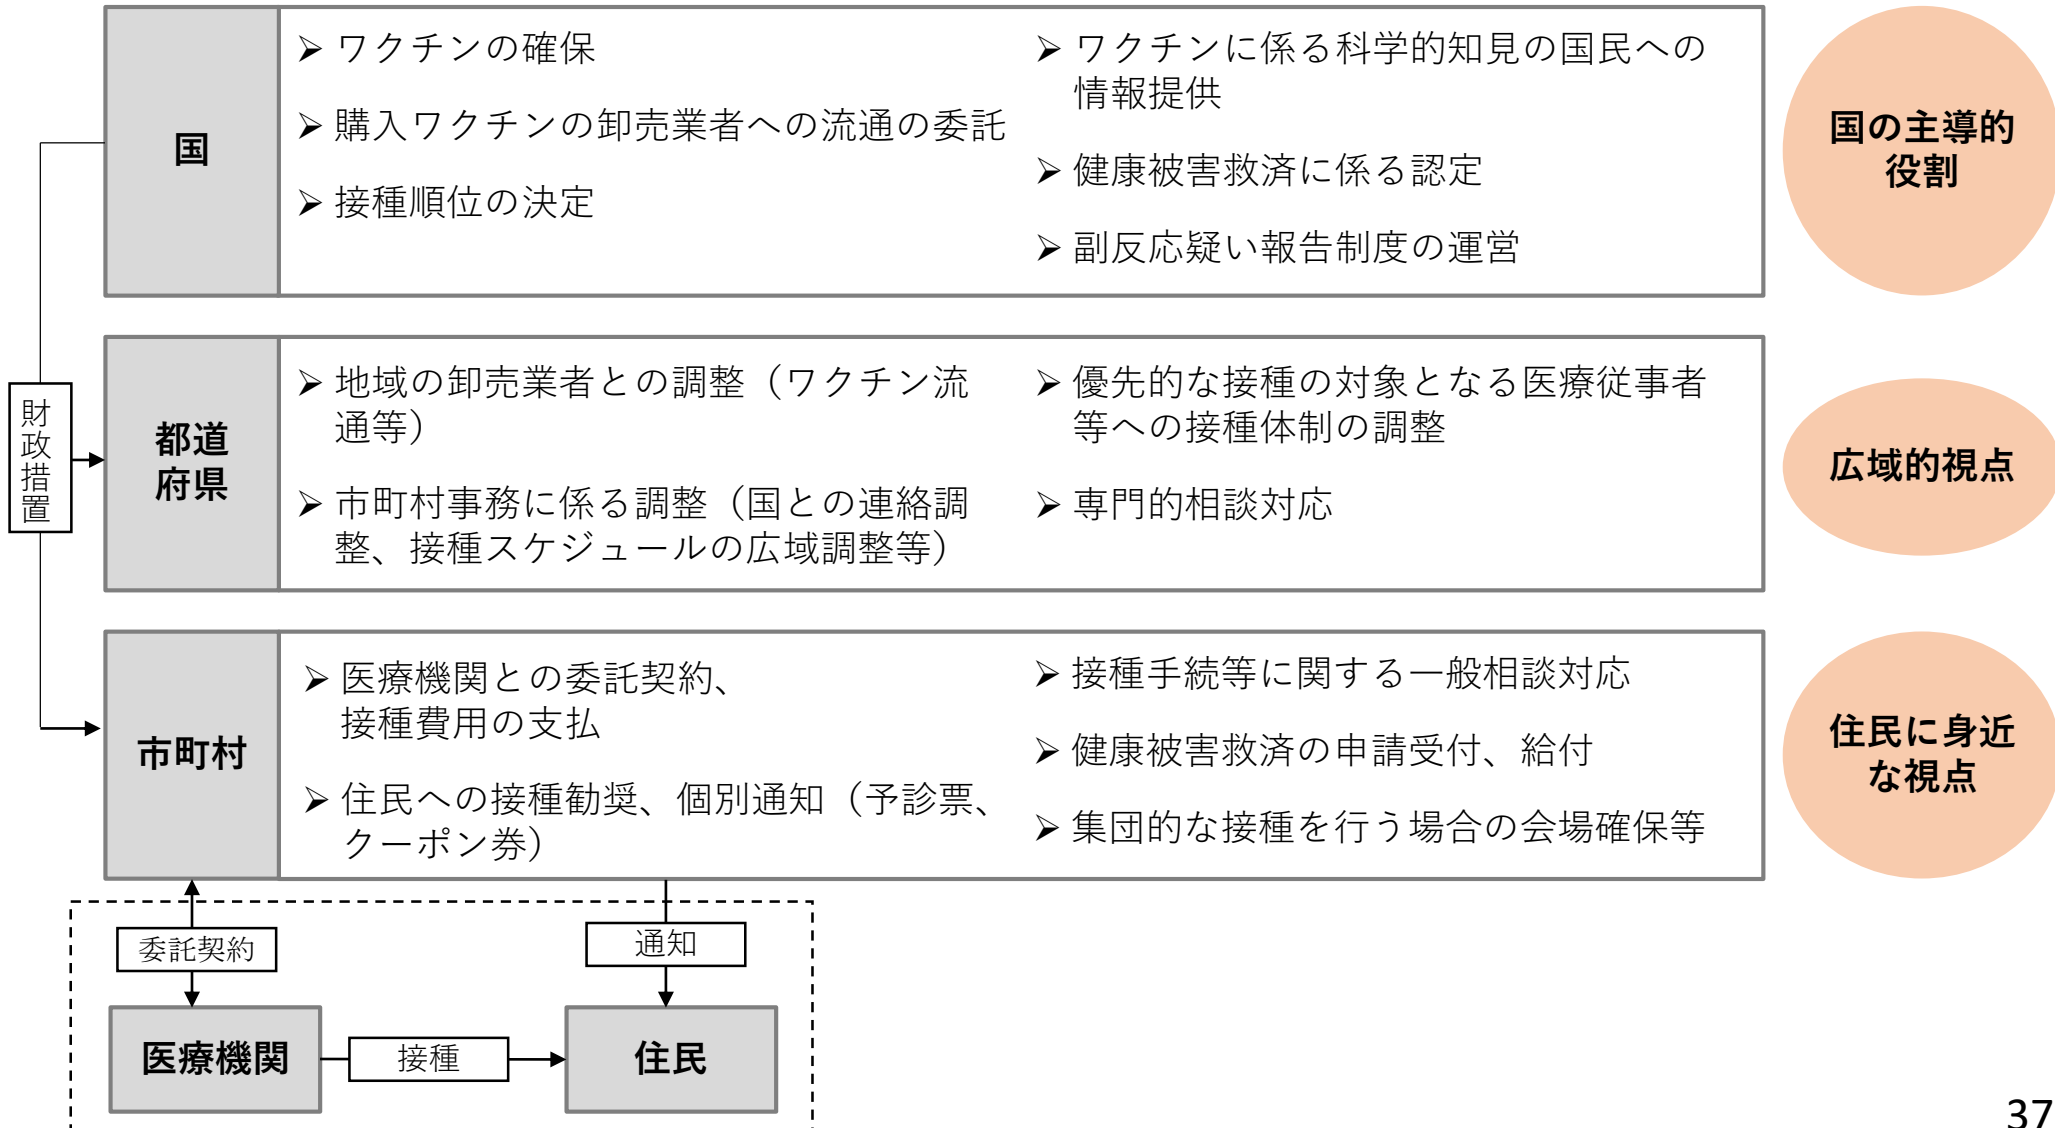 国
➢ ワクチンの確保
➢ 購入ワクチンの卸売業者への流通の委託
➢ 接種順位の決定
➢ ワクチンに係る科学的知見の国民への
情報提供
➢ 健康被害救済に係る認定
➢ 副反応疑い報告制度の運営
国の主導的
役割
財政措置
都道
府県
➢ 地域の卸売業者との調整（ワクチン流
通等）
➢ 市町村事務に係る調整（国との連絡調
整、接種スケジュールの広域調整等）
➢ 優先的な接種の対象となる医療従事者
等への接種体制の調整
➢ 専門的相談対応
広域的視点
市町村
➢ 医療機関との委託契約、
接種費用の支払
➢ 住民への接種勧奨、個別通知（予診票、
クーポン券）
➢ 接種手続等に関する一般相談対応
➢ 健康被害救済の申請受付、給付
➢ 集団的な接種を行う場合の会場確保等
住民に身近
な視点
委託契約
通知
医療機関
接種
住民
37